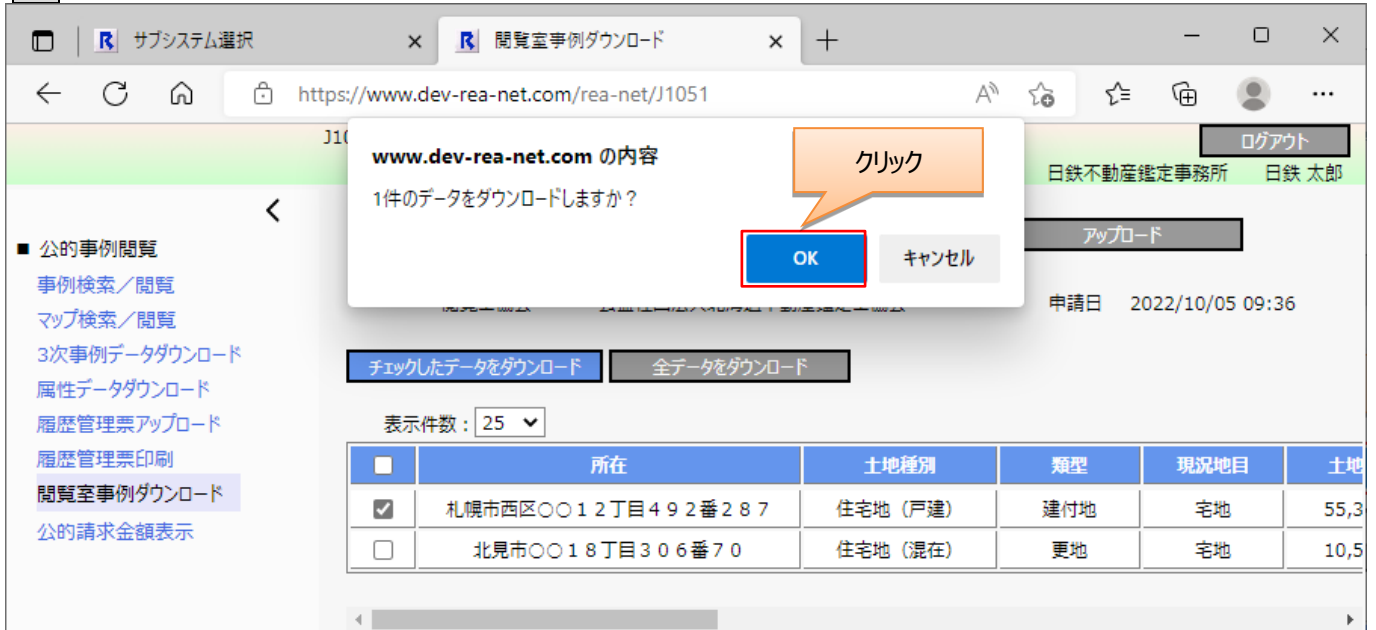 サブシステム選択
閲覧室事例ダウンロード
https://www.dev-rea-net.com/rea-net/J1051
J10
www.dev-rea-net.com の内容
1件のデータをダウンロードしますか？
OK
キャンセル
クリック
ログアウト
日鉄不動産鑑定事務所 日鉄 太郎
アップロード
■ 公的事例閲覧
事例検索／閲覧
マップ検索／閲覧
3次事例データダウンロード
属性データダウンロード
履歴管理票アップロード
履歴管理票印刷
閲覧室事例ダウンロード
公的請求金額表示
申請日 2022/10/05 09:36
チェックしたデータをダウンロード 全データをダウンロード
表示件数： 25
所在 土地種別 類型 現況地目 土地
札幌市西区○○１２丁目４９２番２８７ 住宅地（戸建） 建付地 宅地 55,3
北見市○○１８丁目３０６番７０ 住宅地（混在） 更地 宅地 10,5